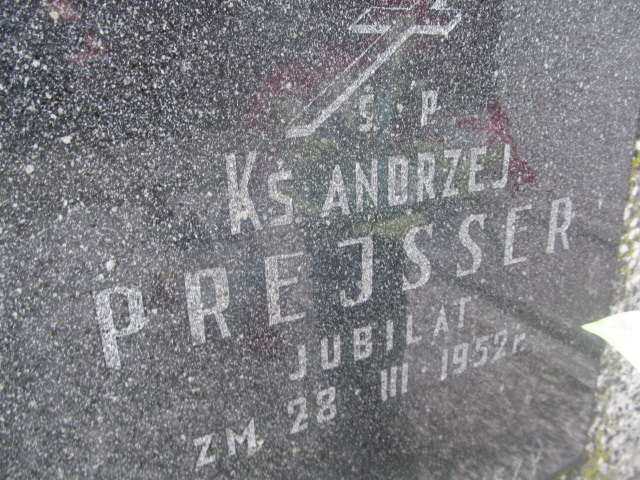 Ś. P.
KS. ANDRZEJ
PREJSSER
JUBILAT
ZM. 28·III·1952 r.